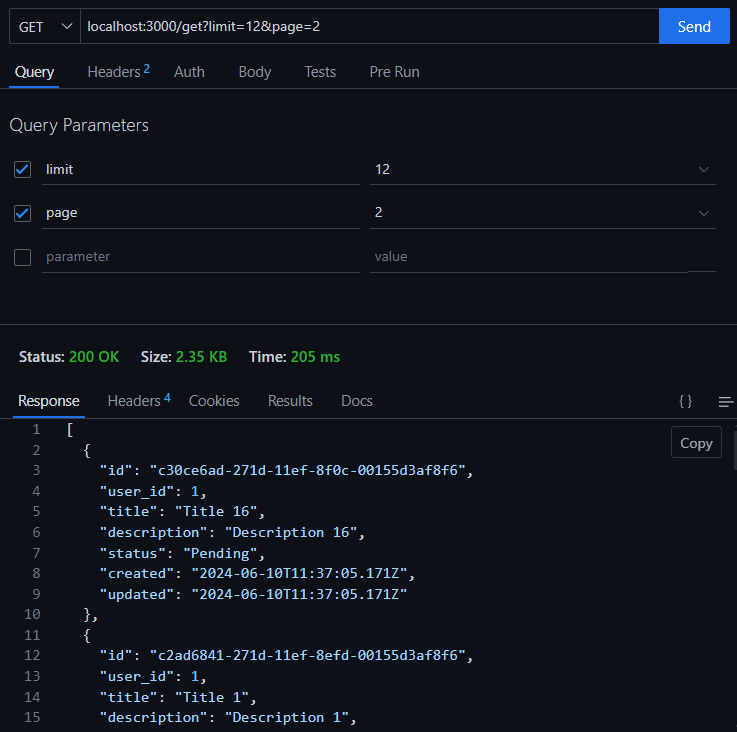 GET localhost:3000/get?limit=12&page=2 Send
Query Headers 2 Auth Body Tests Pre Run
Query Parameters
limit 12
page 2
parameter value
Status: 200 OK Size: 2.35 KB Time: 205 ms
Response Headers 4 Cookies Results Docs { }
Copy
1 [
2 {
3 "id": "c30ce6ad-271d-11ef-8f0c-00155d3af8f6",
4 "user_id": 1,
5 "title": "Title 16",
6 "description": "Description 16",
7 "status": "Pending",
8 "created": "2024-06-10T11:37:05.171Z",
9 "updated": "2024-06-10T11:37:05.171Z"
10 },
11 {
12 "id": "c2ad6841-271d-11ef-8efd-00155d3af8f6",
13 "user_id": 1,
14 "title": "Title 1",
15 "description": "Description 1",